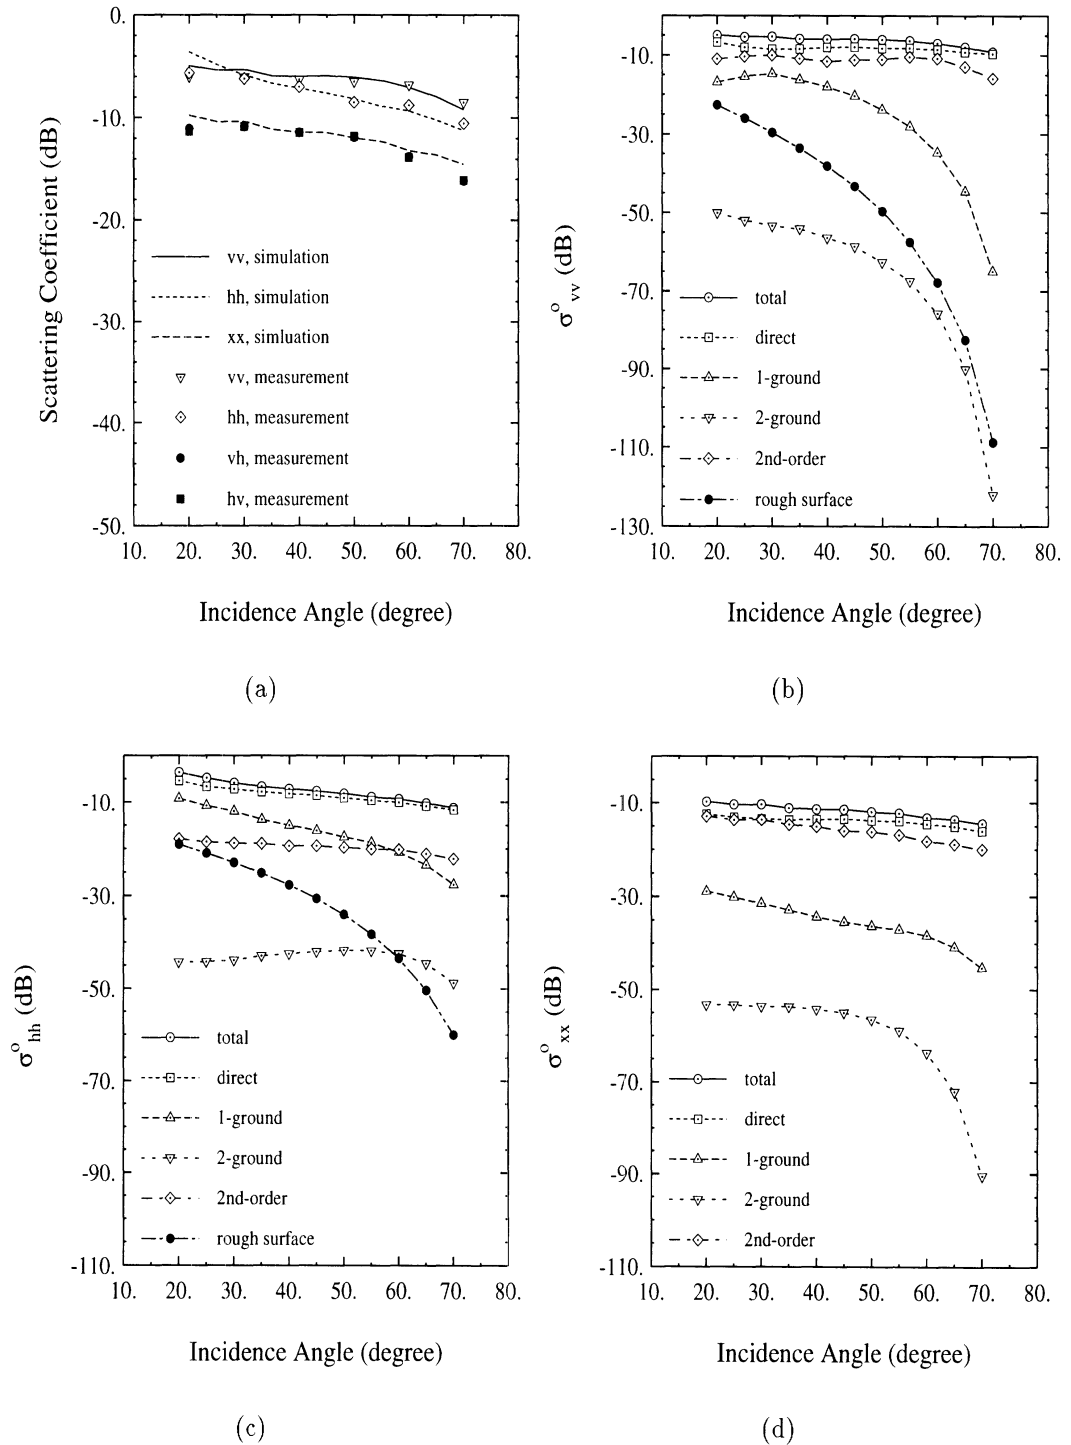 0.
-10.
-20.
-30.
-40.
-50.
Scattering Coefficient (dB)
vv, simulation
hh, simulation
xx, simluation
vv, measurement
hh, measurement
vh, measurement
hv, measurement
10. 20. 30. 40. 50. 60. 70. 80.
Incidence Angle (degree)
(a)
-10.
-30.
-50.
-70.
-90.
-110.
-130.
σ°vv (dB)
total
direct
1-ground
2-ground
2nd-order
rough surface
10. 20. 30. 40. 50. 60. 70. 80.
Incidence Angle (degree)
(b)
-10.
-30.
-50.
-70.
-90.
-110.
σ°hh (dB)
total
direct
1-ground
2-ground
2nd-order
rough surface
10. 20. 30. 40. 50. 60. 70. 80.
Incidence Angle (degree)
(c)
-10.
-30.
-50.
-70.
-90.
-110.
σ°xx (dB)
total
direct
1-ground
2-ground
2nd-order
10. 20. 30. 40. 50. 60. 70. 80.
Incidence Angle (degree)
(d)